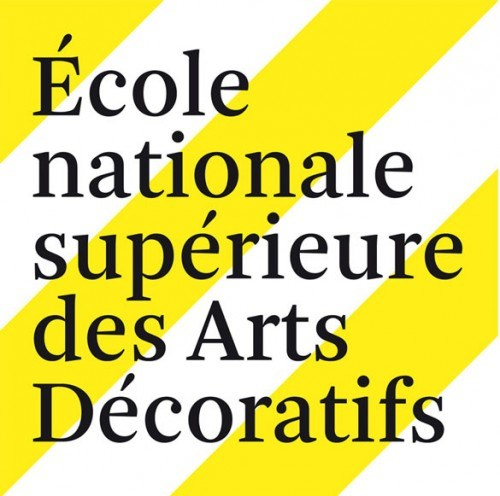 École
nationale
supérieure
des Arts
Décoratifs